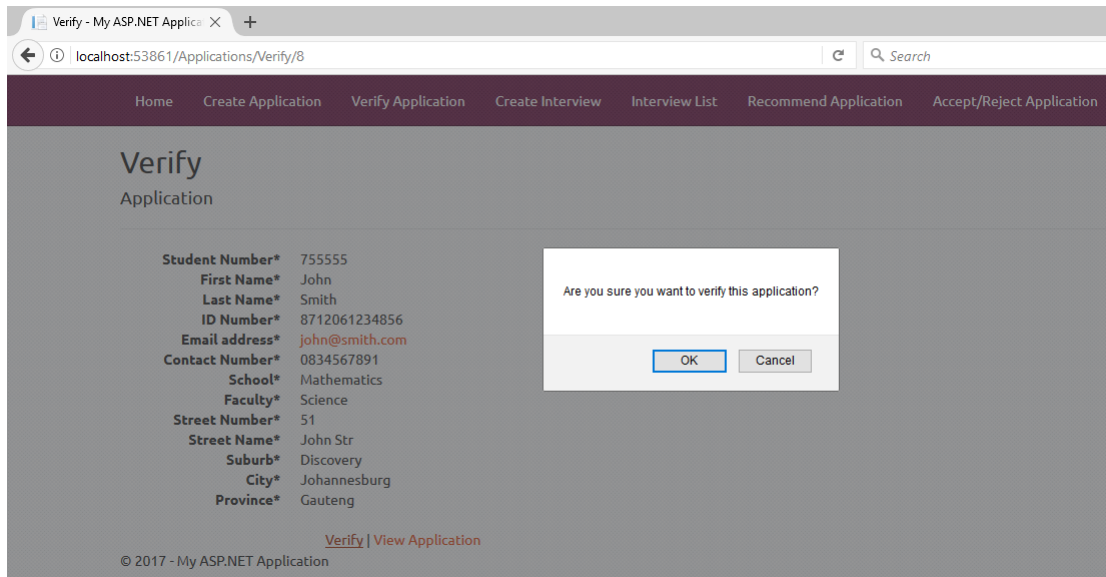 Verify - My ASP.NET Applica
localhost:53861/Applications/Verify/8
Search
Home Create Application Verify Application Create Interview Interview List Recommend Application Accept/Reject Application
Verify
Application
Student Number* 755555
First Name* John
Last Name* Smith
ID Number* 8712061234856
Email address* john@smith.com
Contact Number* 0834567891
School* Mathematics
Faculty* Science
Street Number* 51
Street Name* John Str
Suburb* Discovery
City* Johannesburg
Province* Gauteng
Verify | View Application
© 2017 - My ASP.NET Application
Are you sure you want to verify this application?
OK Cancel